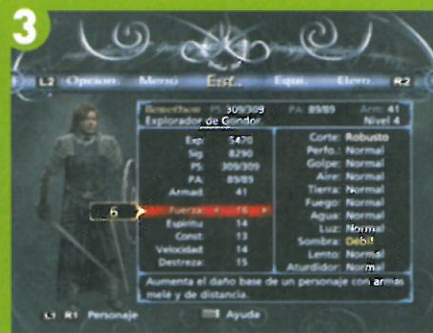 3
L2 Opcion. Menú Est. Equi. Elem. R2
Berethor PS: 309/309 PA: 89/89 Arm: 41
Explorador de Gondor Nivel 4
Exp: 5470
Sig: 8290
PS: 309/309
PA: 89/89
Armad: 41
6 Fuerza: 16
Espíritu: 14
Const: 13
Velocidad: 14
Destreza: 15
Corte: Robusto
Perfo.: Normal
Golpe: Normal
Aire: Normal
Tierra: Normal
Fuego: Normal
Agua: Normal
Luz: Normal
Sombra: Débil
Lento: Normal
Aturdidor: Normal
Aumenta el daño base de un personaje con armas
melé y de distancia.
L1 R1 Personaje Ayuda